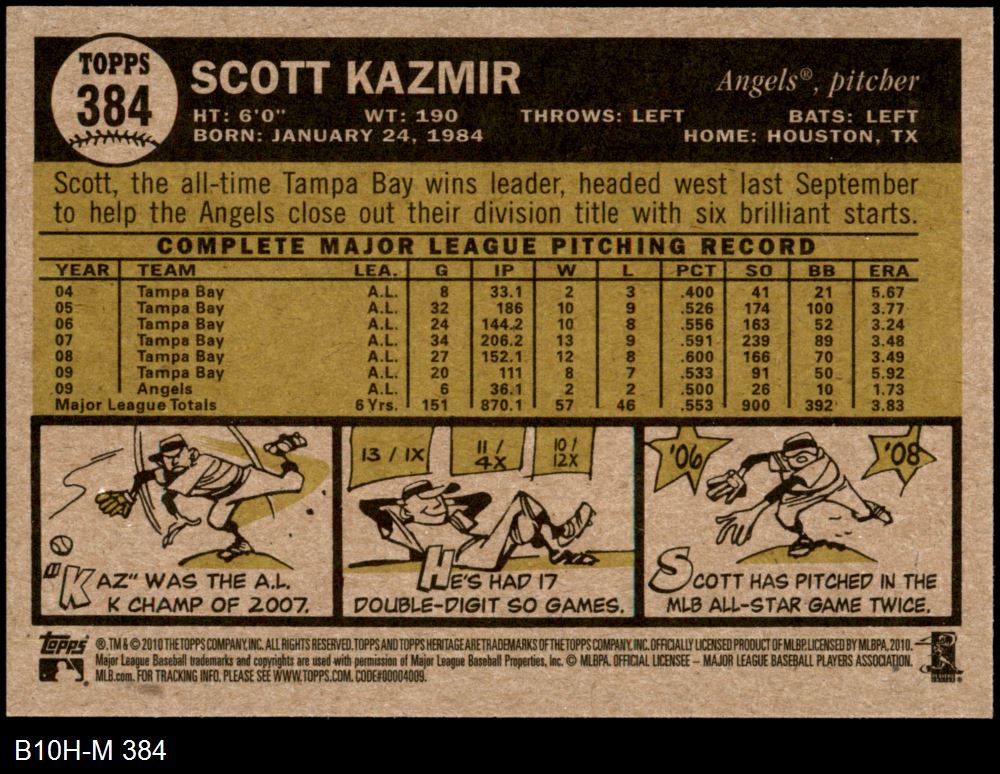 TOPPS
384
SCOTT KAZMIR
Angels®, pitcher
HT: 6'0" WT: 190 THROWS: LEFT BATS: LEFT
BORN: JANUARY 24, 1984 HOME: HOUSTON, TX
Scott, the all-time Tampa Bay wins leader, headed west last September
to help the Angels close out their division title with six brilliant starts.
COMPLETE MAJOR LEAGUE PITCHING RECORD
YEAR TEAM LEA. G IP W L PCT SO BB ERA
04 Tampa Bay A.L. 8 33.1 2 3 .400 41 21 5.67
05 Tampa Bay A.L. 32 186 10 9 .526 174 100 3.77
06 Tampa Bay A.L. 24 144.2 10 8 .556 163 52 3.24
07 Tampa Bay A.L. 34 206.2 13 9 .591 239 89 3.48
08 Tampa Bay A.L. 27 152.1 12 8 .600 166 70 3.49
09 Tampa Bay A.L. 20 111 8 7 .533 91 50 5.92
09 Angels A.L. 6 36.1 2 2 .500 26 10 1.73
Major League Totals 6 Yrs. 151 870.1 57 46 .553 900 392 3.83
"KAZ" WAS THE A.L.
K CHAMP OF 2007.
13 / 1X
11 /
4X
10 /
12X
HE'S HAD 17
DOUBLE-DIGIT SO GAMES.
'06
'08
SCOTT HAS PITCHED IN THE
MLB ALL-STAR GAME TWICE.
Topps ®, TM & © 2010 THE TOPPS COMPANY, INC. ALL RIGHTS RESERVED. TOPPS AND TOPPS HERITAGE ARE TRADEMARKS OF THE TOPPS COMPANY, INC. OFFICIALLY LICENSED PRODUCT OF MLBP. LICENSED BY MLBPA, 2010.
Major League Baseball trademarks and copyrights are used with permission of Major League Baseball Properties, Inc. © MLBPA. OFFICIAL LICENSEE – MAJOR LEAGUE BASEBALL PLAYERS ASSOCIATION.
MLB.com. FOR TRACKING INFO, PLEASE SEE WWW.TOPPS.COM. CODE#00004009.
B10H-M 384